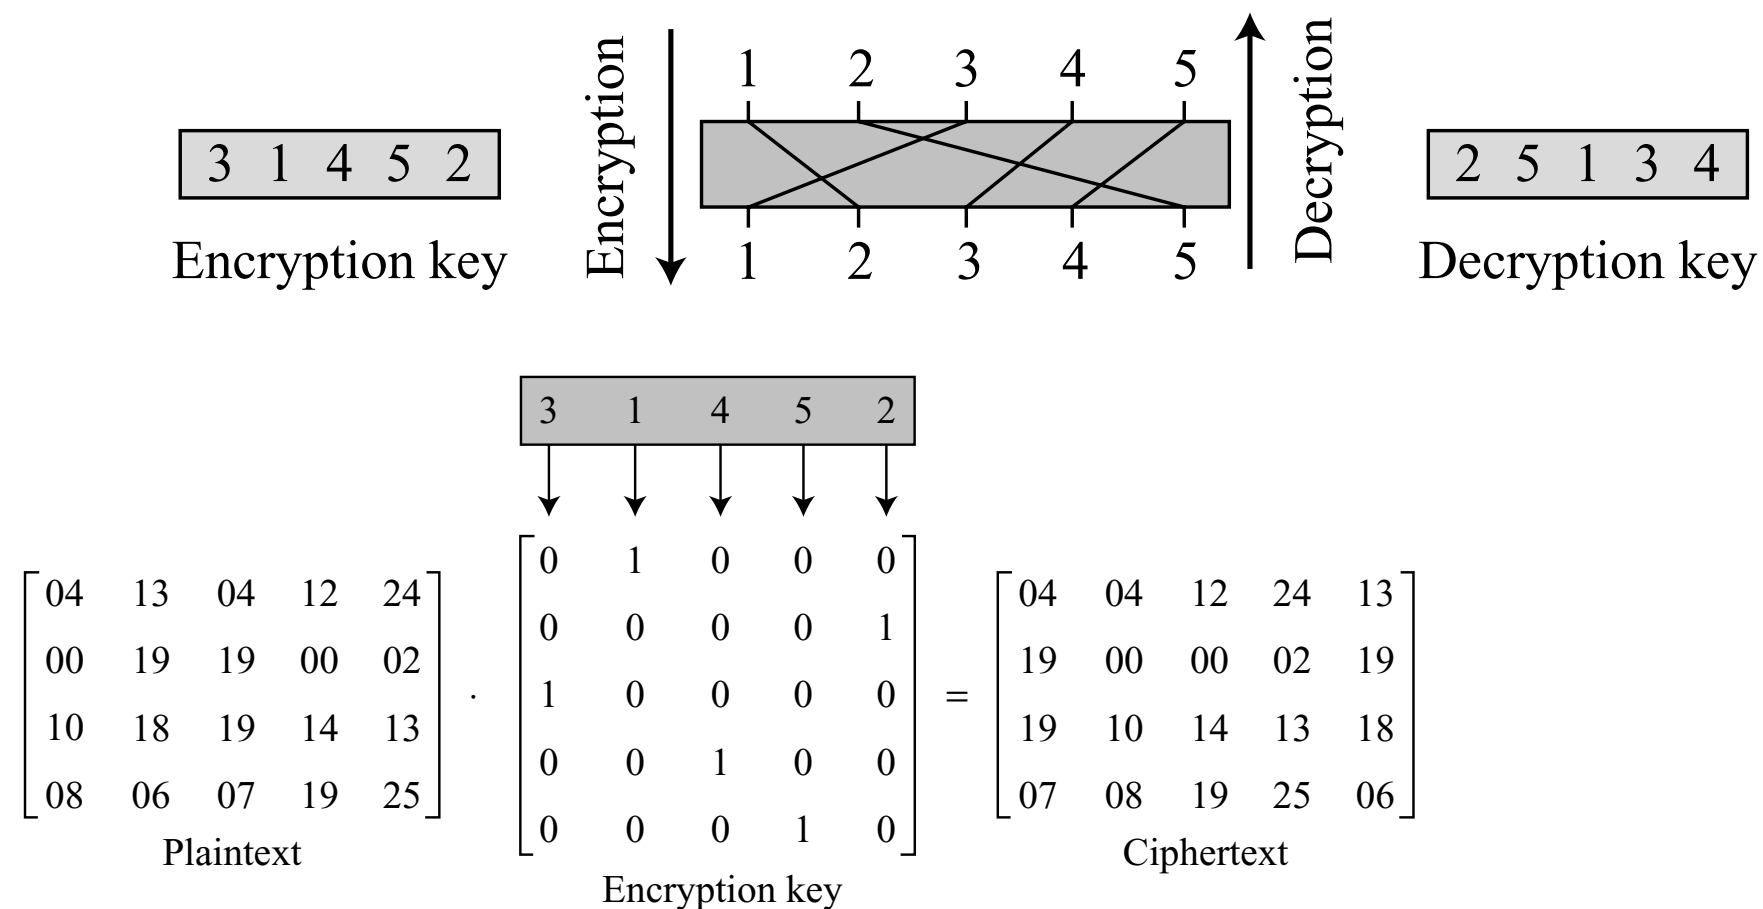 Encryption
1 2 3 4 5
Decryption
3 1 4 5 2
2 5 1 3 4
Encryption key
1 2 3 4 5
Decryption key
3 1 4 5 2
04 13 04 12 24
00 19 19 00 02
10 18 19 14 13
08 06 07 19 25
Plaintext
·
0 1 0 0 0
0 0 0 0 1
1 0 0 0 0
0 0 1 0 0
0 0 0 1 0
Encryption key
=
04 04 12 24 13
19 00 00 02 19
19 10 14 13 18
07 08 19 25 06
Ciphertext